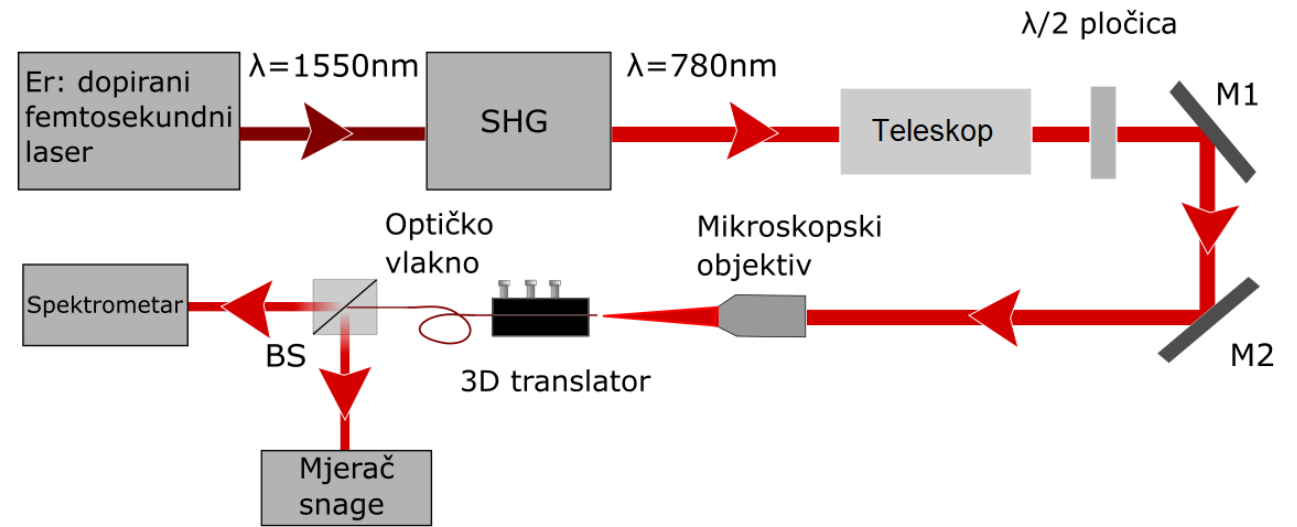 λ/2 pločica
λ=1550nm
λ=780nm
Er: dopirani
femtosekundni
laser
SHG
Teleskop
M1
Optičko
vlakno
Mikroskopski
objektiv
Spektrometar
BS
3D translator
M2
Mjerač
snage